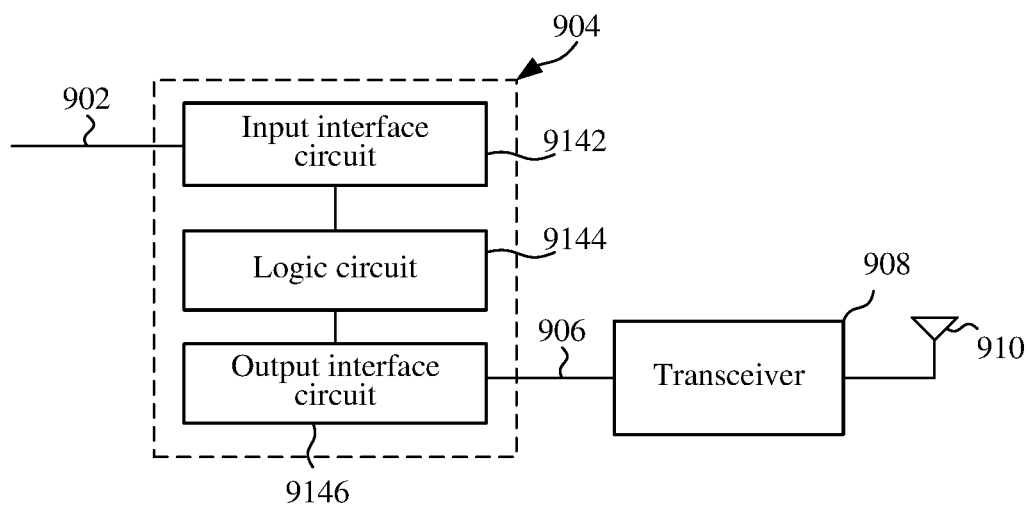 904
902
Input interface
circuit
9142
Logic circuit
9144
Output interface
circuit
9146
906
908
Transceiver
910